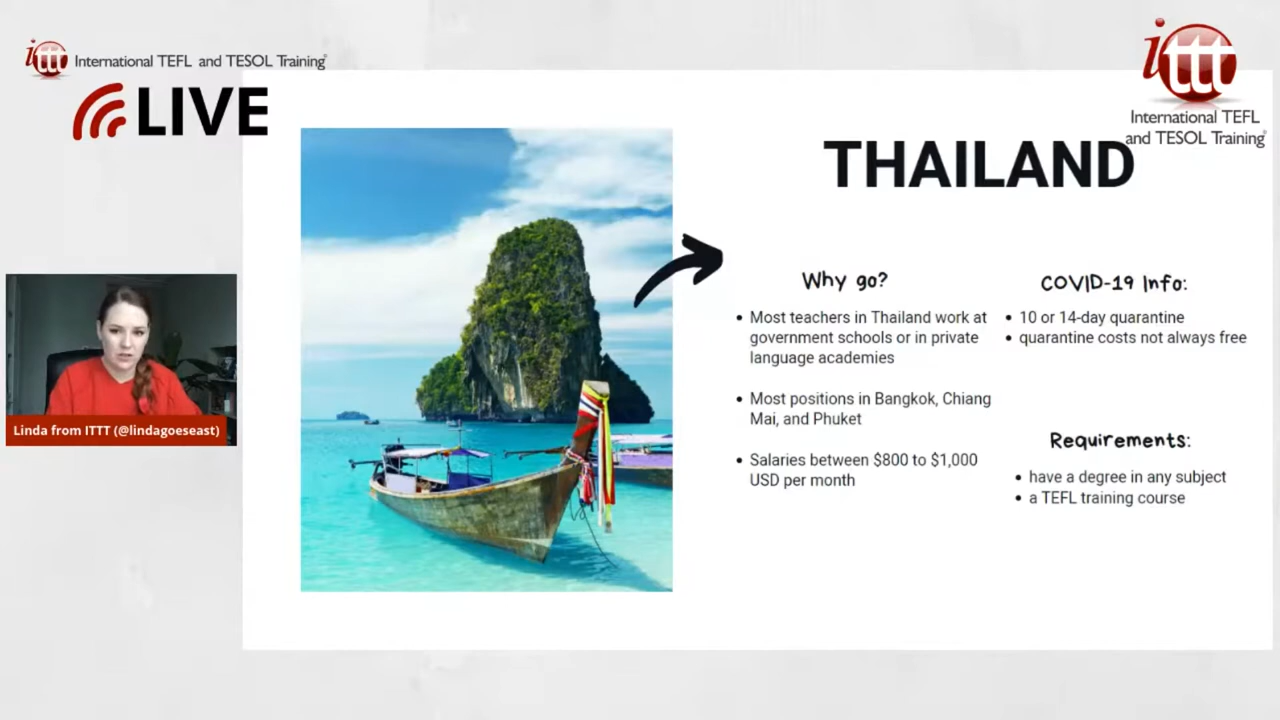 ittt International TEFL and TESOL Training
LIVE
ittt
International TEFL
and TESOL Training
THAILAND
Why go?
• Most teachers in Thailand work at
government schools or in private
language academies
• Most positions in Bangkok, Chiang
Mai, and Phuket
• Salaries between $800 to $1,000
USD per month
COVID-19 Info:
• 10 or 14-day quarantine
• quarantine costs not always free
Requirements:
• have a degree in any subject
• a TEFL training course
Linda from ITTT (@lindagoeseast)